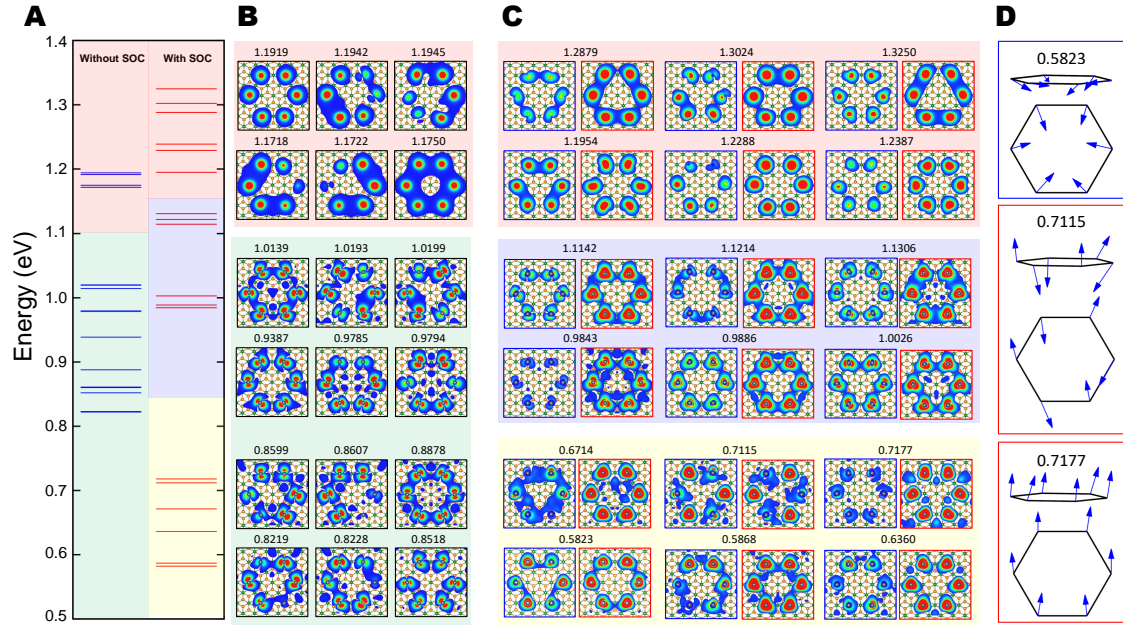 A B C D
Energy (eV)
1.4
1.3
1.2
1.1
1.0
0.9
0.8
0.7
0.6
0.5
Without SOC With SOC
1.1919 1.1942 1.1945
1.1718 1.1722 1.1750
1.0139 1.0193 1.0199
0.9387 0.9785 0.9794
0.8599 0.8607 0.8878
0.8219 0.8228 0.8518
1.2879 1.3024 1.3250
1.1954 1.2288 1.2387
1.1142 1.1214 1.1306
0.9843 0.9886 1.0026
0.6714 0.7115 0.7177
0.5823 0.5868 0.6360
0.5823
0.7115
0.7177